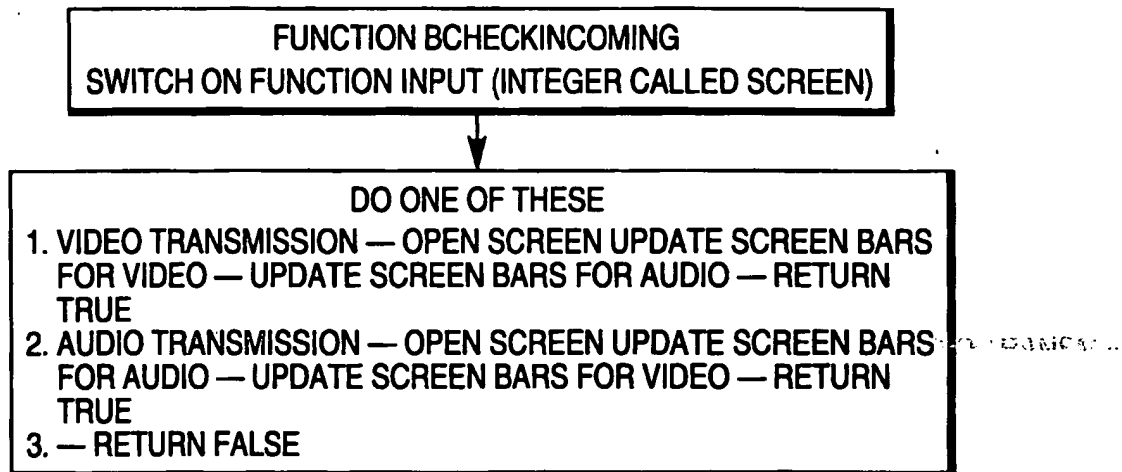 FUNCTION BCHECKINCOMING
SWITCH ON FUNCTION INPUT (INTEGER CALLED SCREEN)
DO ONE OF THESE
1. VIDEO TRANSMISSION — OPEN SCREEN UPDATE SCREEN BARS
FOR VIDEO — UPDATE SCREEN BARS FOR AUDIO — RETURN
TRUE
2. AUDIO TRANSMISSION — OPEN SCREEN UPDATE SCREEN BARS
FOR AUDIO — UPDATE SCREEN BARS FOR VIDEO — RETURN
TRUE
3. — RETURN FALSE